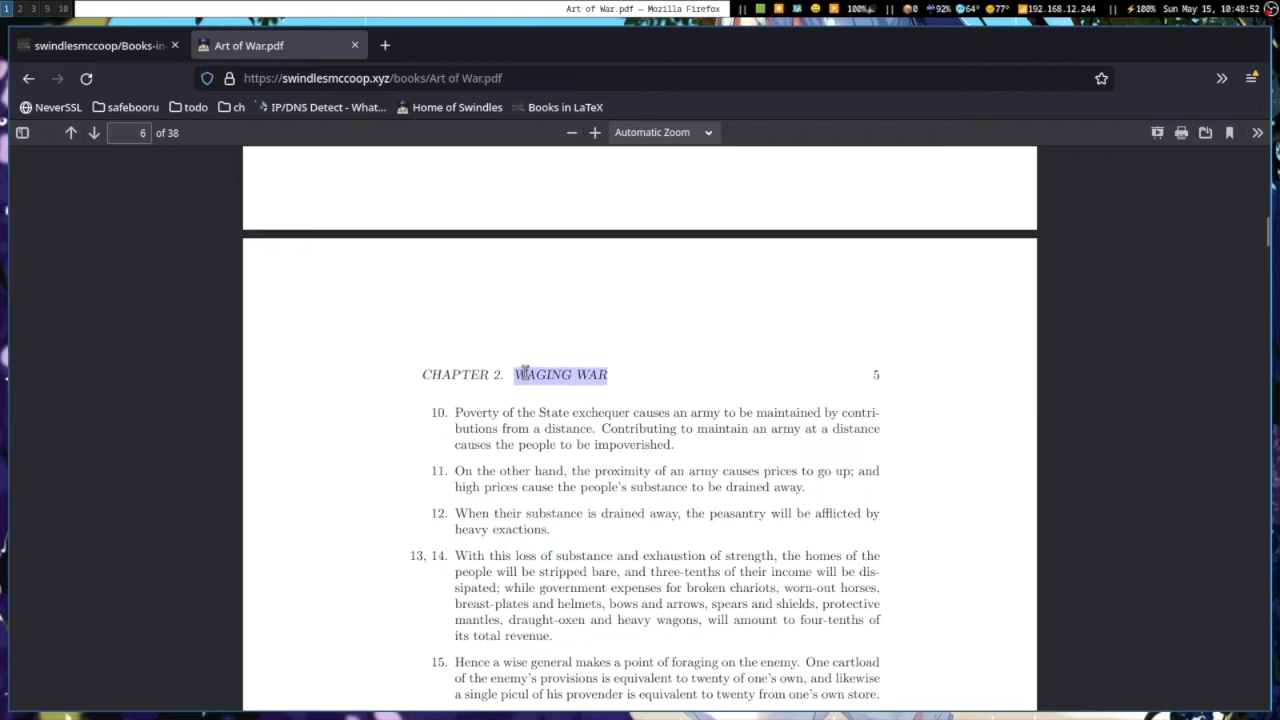 1 2 3 9 10 Art of War.pdf — Mozilla Firefox || || 0 92% 64° 77° 192.168.12.244 || 100% Sun May 15, 10:48:52
100%
swindlesmccoop/Books-in- Art of War.pdf
https://swindlesmccoop.xyz/books/Art of War.pdf
NeverSSL safebooru todo ch IP/DNS Detect - What... Home of Swindles Books in LaTeX
6 of 38 Automatic Zoom
CHAPTER 2. WAGING WAR 5
10. Poverty of the State exchequer causes an army to be maintained by contri-
butions from a distance. Contributing to maintain an army at a distance
causes the people to be impoverished.
11. On the other hand, the proximity of an army causes prices to go up; and
high prices cause the people's substance to be drained away.
12. When their substance is drained away, the peasantry will be afflicted by
heavy exactions.
13, 14. With this loss of substance and exhaustion of strength, the homes of the
people will be stripped bare, and three-tenths of their income will be dis-
sipated; while government expenses for broken chariots, worn-out horses,
breast-plates and helmets, bows and arrows, spears and shields, protective
mantles, draught-oxen and heavy wagons, will amount to four-tenths of
its total revenue.
15. Hence a wise general makes a point of foraging on the enemy. One cartload
of the enemy's provisions is equivalent to twenty of one's own, and likewise
a single picul of his provender is equivalent to twenty from one's own store.